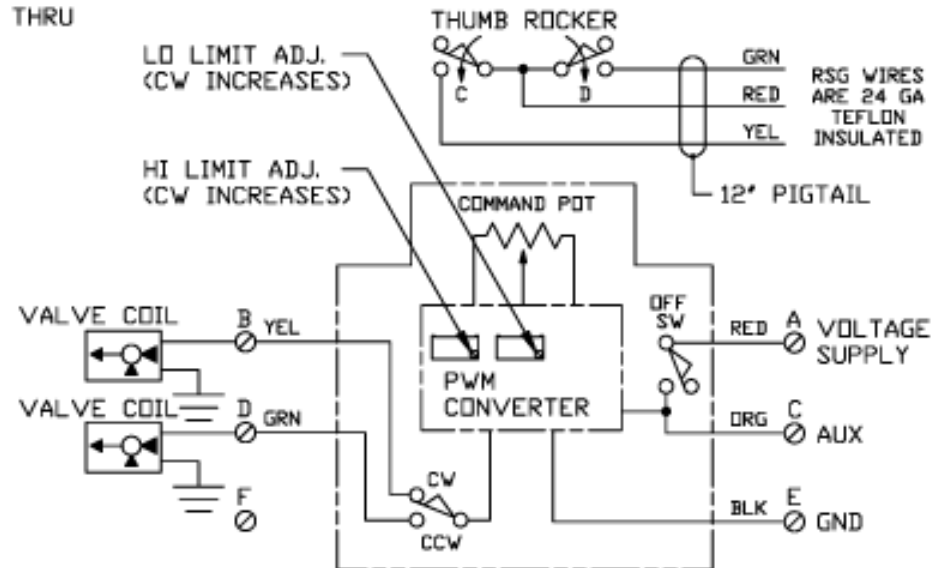 THRU
THUMB ROCKER
LO LIMIT ADJ.
(CW INCREASES)
C
D
GRN
RED
YEL
RSG WIRES
ARE 24 GA
TEFLON
INSULATED
12" PIGTAIL
HI LIMIT ADJ.
(CW INCREASES)
COMMAND POT
VALVE COIL
B
YEL
OFF
SW
RED
A
VOLTAGE
SUPPLY
PWM
CONVERTER
VALVE COIL
D
GRN
ORG
C
AUX
F
CW
CCW
BLK
E
GND